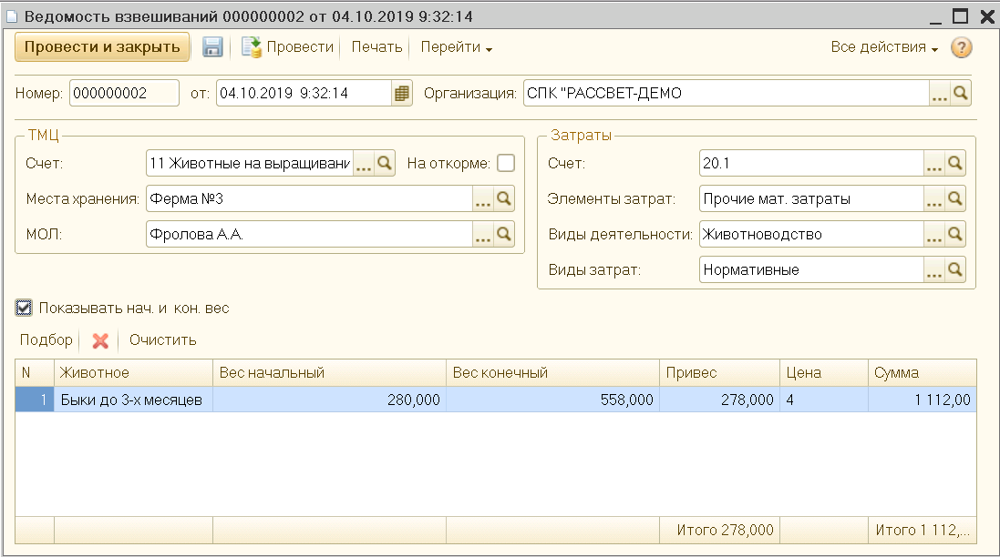 Ведомость взвешиваний 000000002 от 04.10.2019 9:32:14
Провести и закрыть Провести Печать Перейти Все действия ?
Номер: 000000002 от: 04.10.2019 9:32:14 Организация: СПК "РАССВЕТ-ДЕМО ...
ТМЦ
Счет: 11 Животные на выращивани ... На откорме:
Места хранения: Ферма №3 ...
МОЛ: Фролова А.А. ...
Затраты
Счет: 20.1 ...
Элементы затрат: Прочие мат. затраты ...
Виды деятельности: Животноводство ...
Виды затрат: Нормативные ...
Показывать нач. и кон. вес
Подбор Очистить
N Животное Вес начальный Вес конечный Привес Цена Сумма
1 Быки до 3-х месяцев 280,000 558,000 278,000 4 1 112,00
Итого 278,000 Итого 1 112,...